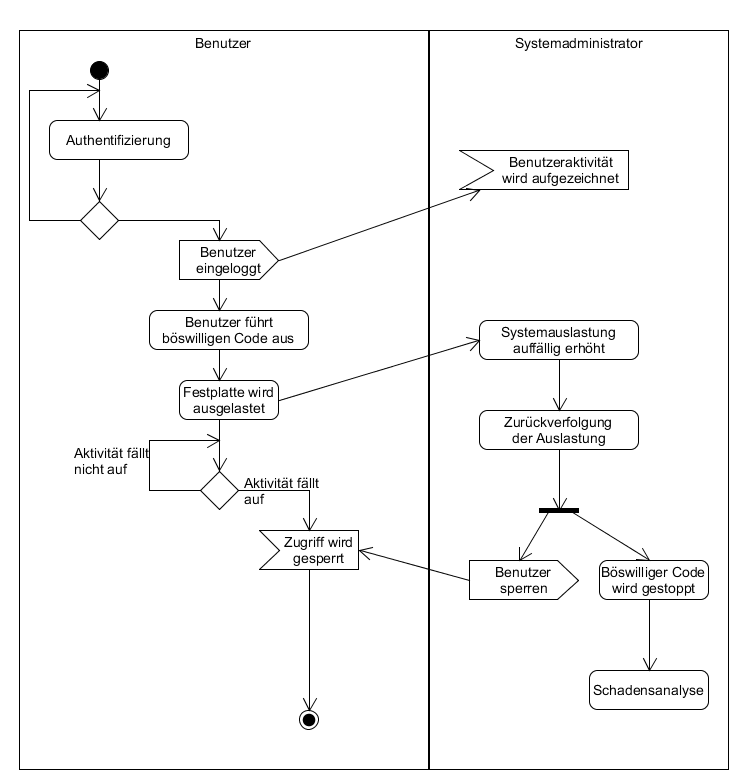 Benutzer
Systemadministrator
Authentifizierung
Benutzeraktivität
wird aufgezeichnet
Benutzer
eingeloggt
Benutzer führt
böswilligen Code aus
Systemauslastung
auffällig erhöht
Festplatte wird
ausgelastet
Zurückverfolgung
der Auslastung
Aktivität fällt
nicht auf
Aktivität fällt
auf
Zugriff wird
gesperrt
Benutzer
sperren
Böswilliger Code
wird gestoppt
Schadensanalyse